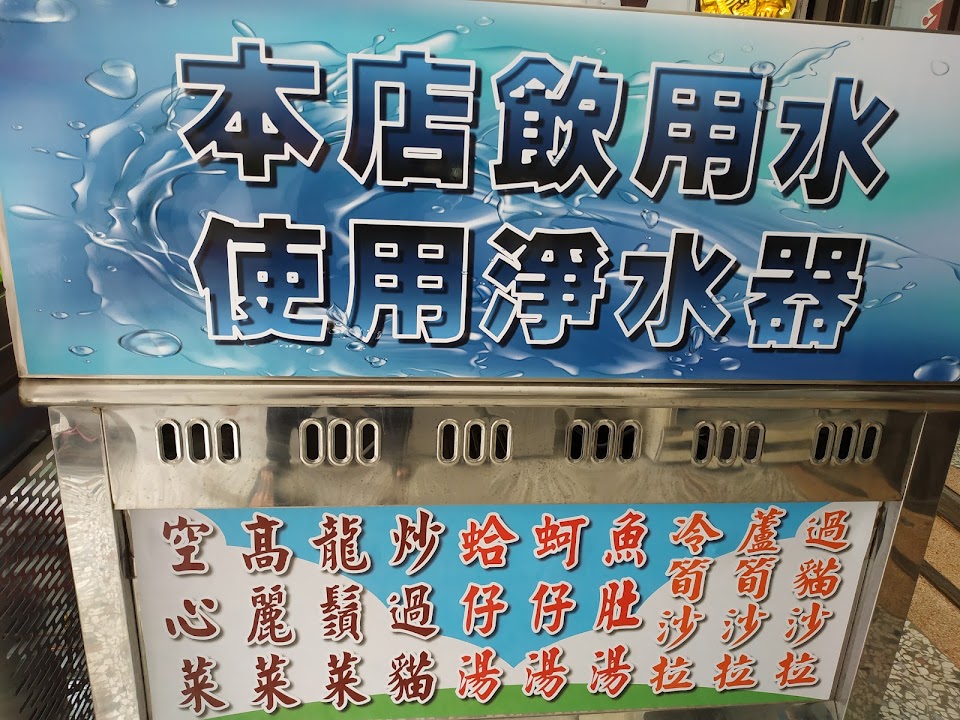 本店飲用水
使用淨水器
過貓沙拉
蘆筍沙拉
冷筍沙拉
魚肚湯
蚵仔湯
蛤仔湯
炒過貓
龍鬚菜
高麗菜
空心菜